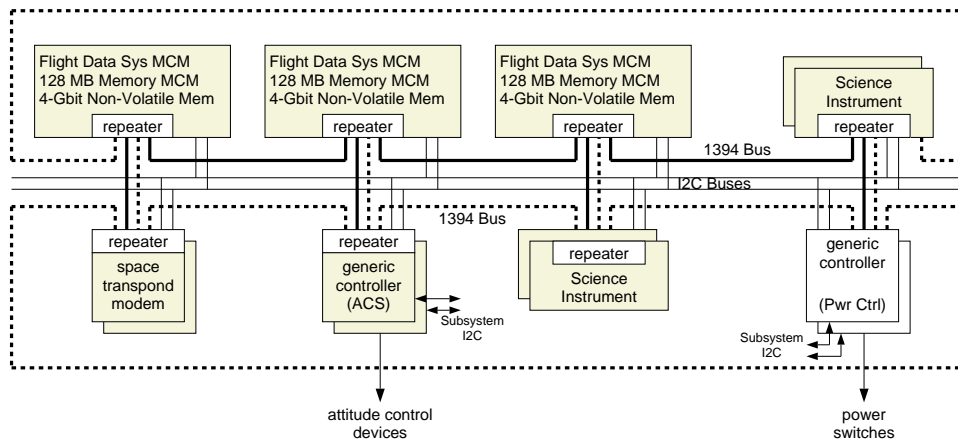 Flight Data Sys MCM
128 MB Memory MCM
4-Gbit Non-Volatile Mem
repeater
Flight Data Sys MCM
128 MB Memory MCM
4-Gbit Non-Volatile Mem
repeater
Flight Data Sys MCM
128 MB Memory MCM
4-Gbit Non-Volatile Mem
repeater
Science
Instrument
repeater
1394 Bus
I2C Buses
1394 Bus
repeater
space
transpond
modem
repeater
generic
controller
(ACS)
Subsystem
I2C
repeater
Science
Instrument
generic
controller
(Pwr Ctrl)
Subsystem
I2C
attitude control
devices
power
switches